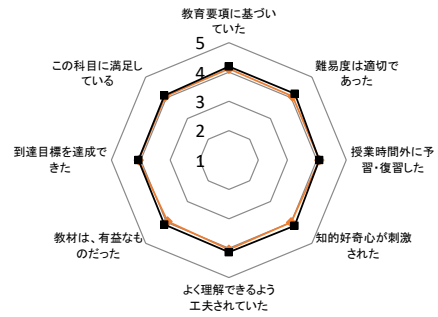 教育要項に基づい
ていた
難易度は適切で
あった
授業時間外に予
習・復習した
知的好奇心が刺激
された
よく理解できるよう
工夫されていた
教材は、有益なも
のだった
到達目標を達成で
きた
この科目に満足し
ている
5
4
3
2
1